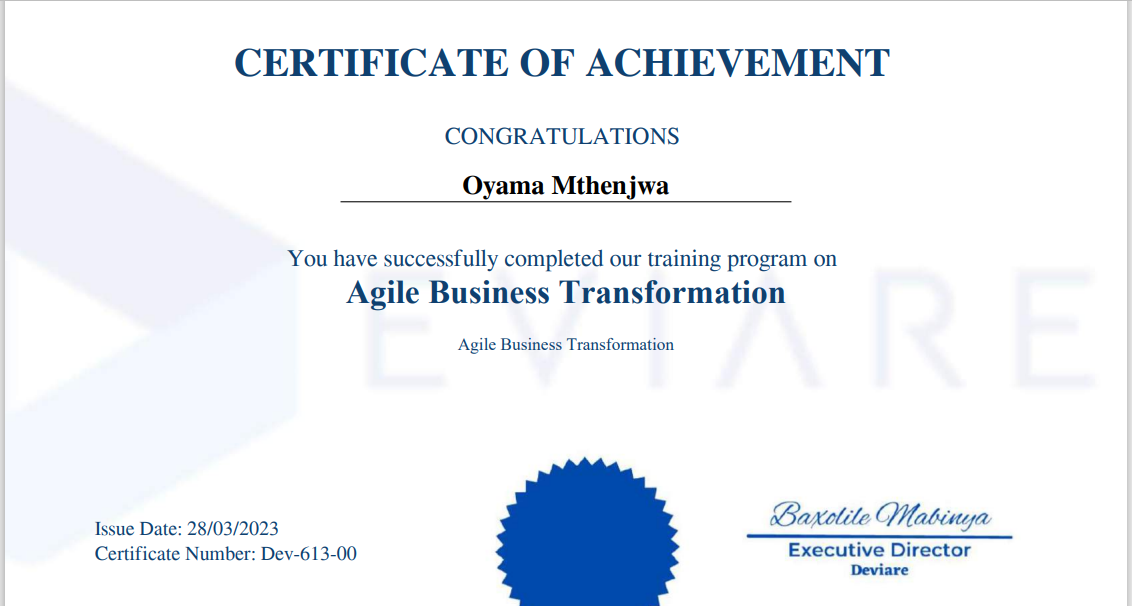 CERTIFICATE OF ACHIEVEMENT
CONGRATULATIONS
Oyama Mthenjwa
You have successfully completed our training program on
Agile Business Transformation
Agile Business Transformation
EVIARE
Issue Date: 28/03/2023
Certificate Number: Dev-613-00
Baxolile Mabinya
Executive Director
Deviare